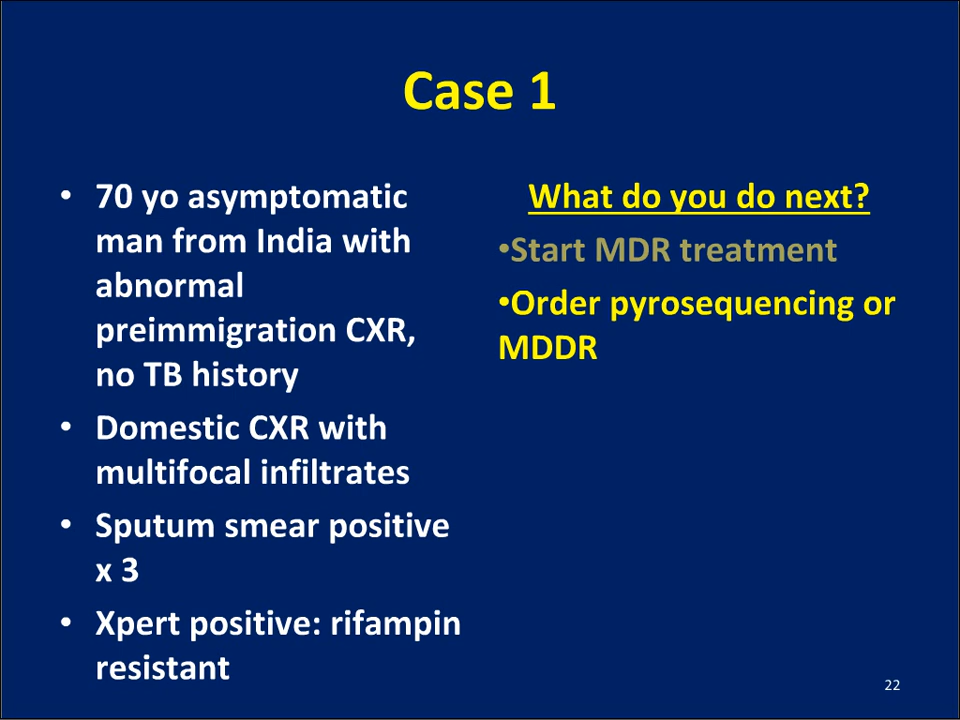 Case 1
• 70 yo asymptomatic
man from India with
abnormal
preimmigration CXR,
no TB history
• Domestic CXR with
multifocal infiltrates
• Sputum smear positive
x 3
• Xpert positive: rifampin
resistant
What do you do next?
•Start MDR treatment
•Order pyrosequencing or
MDDR
22